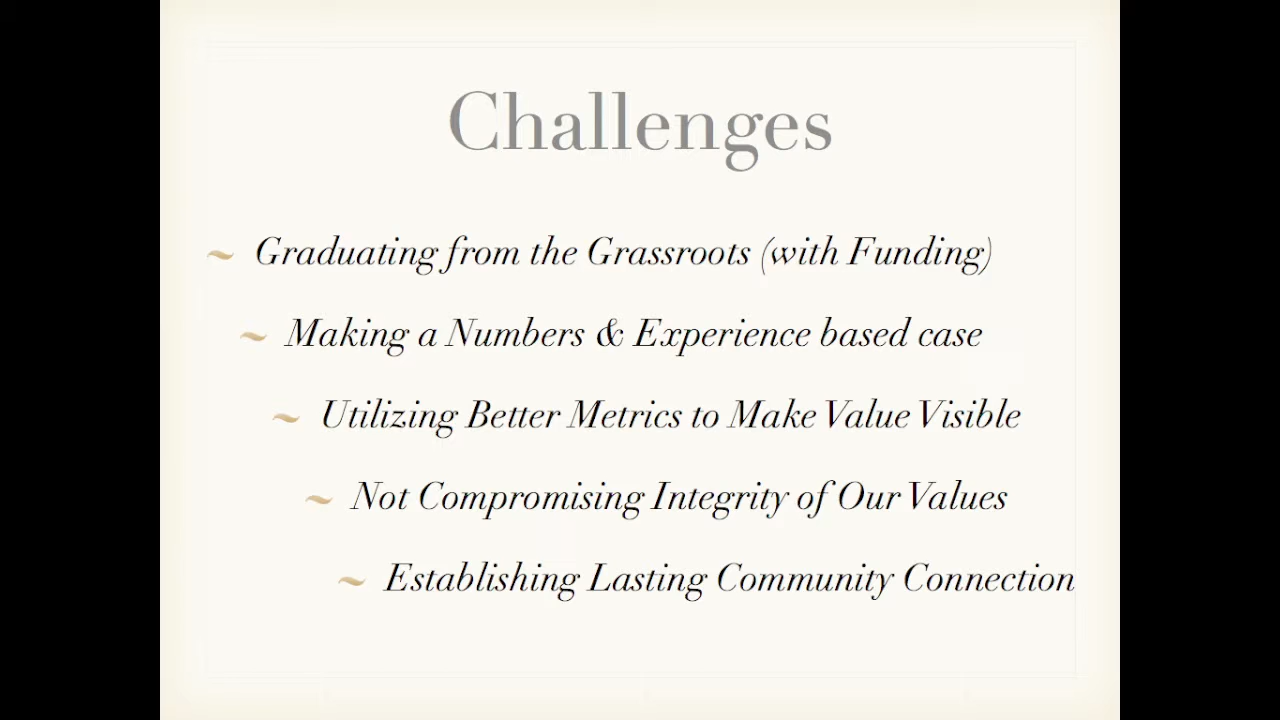 Challenges
~ Graduating from the Grassroots (with Funding)
~ Making a Numbers & Experience based case
~ Utilizing Better Metrics to Make Value Visible
~ Not Compromising Integrity of Our Values
~ Establishing Lasting Community Connection